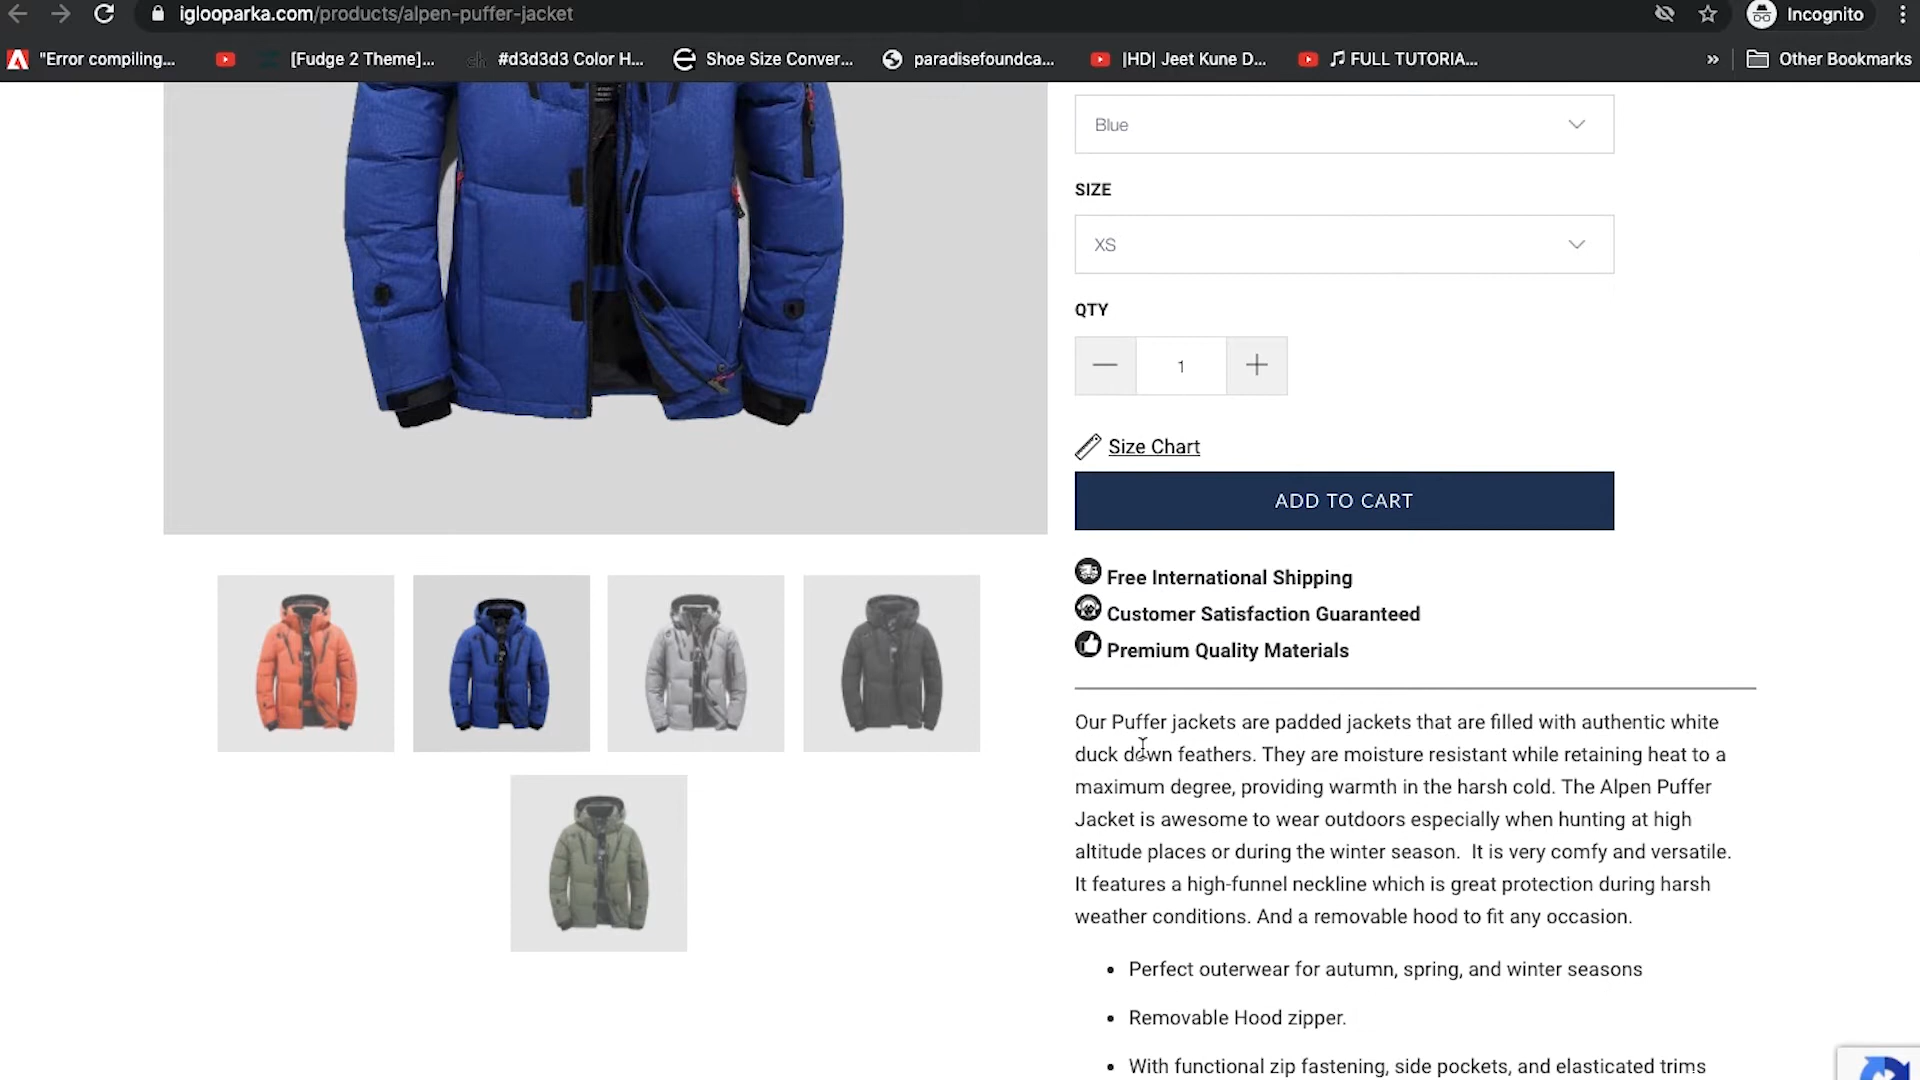 iglooparka.com/products/alpen-puffer-jacket
Incognito
"Error compiling...
[Fudge 2 Theme]...
#d3d3d3 Color H...
Shoe Size Conver...
paradisefoundca...
|HD| Jeet Kune D...
FULL TUTORIA...
»
Other Bookmarks
Blue
SIZE
XS
QTY
1
Size Chart
ADD TO CART
Free International Shipping
Customer Satisfaction Guaranteed
Premium Quality Materials
Our Puffer jackets are padded jackets that are filled with authentic white
duck down feathers. They are moisture resistant while retaining heat to a
maximum degree, providing warmth in the harsh cold. The Alpen Puffer
Jacket is awesome to wear outdoors especially when hunting at high
altitude places or during the winter season. It is very comfy and versatile.
It features a high-funnel neckline which is great protection during harsh
weather conditions. And a removable hood to fit any occasion.
• Perfect outerwear for autumn, spring, and winter seasons
• Removable Hood zipper.
• With functional zip fastening, side pockets, and elasticated trims